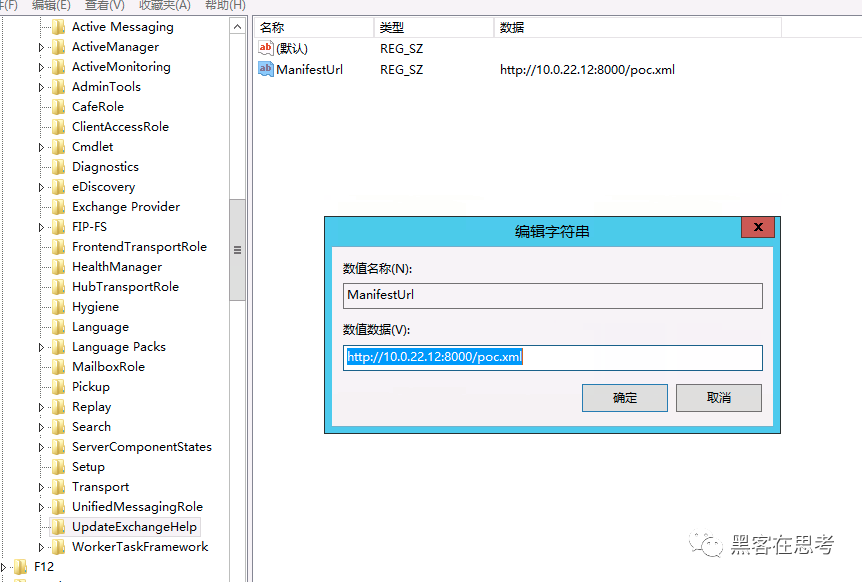 件(F) 编辑(E) 查看(V) 收藏夹(A) 帮助(H)
Active Messaging
ActiveManager
ActiveMonitoring
AdminTools
CafeRole
ClientAccessRole
Cmdlet
Diagnostics
eDiscovery
Exchange Provider
FIP-FS
FrontendTransportRole
HealthManager
HubTransportRole
Hygiene
Language
Language Packs
MailboxRole
Pickup
Replay
Search
ServerComponentStates
Setup
Transport
UnifiedMessagingRole
UpdateExchangeHelp
WorkerTaskFramework
F12
名称 类型 数据
ab (默认) REG_SZ
ab ManifestUrl REG_SZ http://10.0.22.12:8000/poc.xml
编辑字符串 x
数值名称(N):
ManifestUrl
数值数据(V):
http://10.0.22.12:8000/poc.xml
确定 取消
黑客在思考